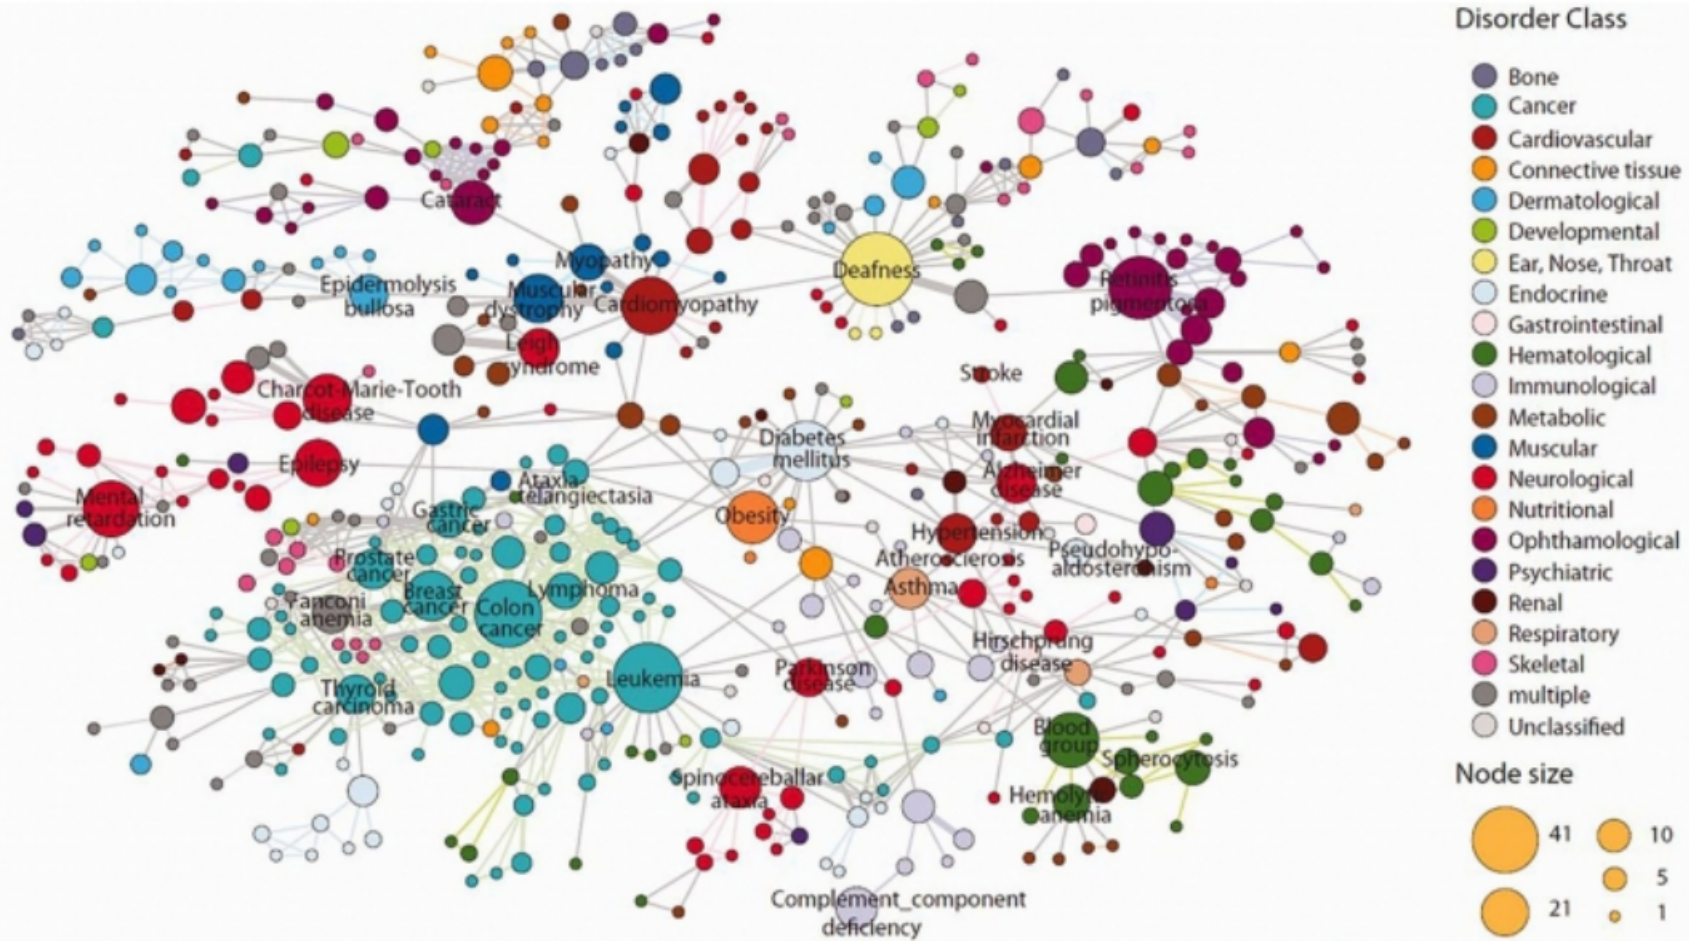 Disorder Class
Bone
Cancer
Cardiovascular
Connective tissue
Dermatological
Developmental
Ear, Nose, Throat
Endocrine
Gastrointestinal
Hematological
Immunological
Metabolic
Muscular
Neurological
Nutritional
Ophthamological
Psychiatric
Renal
Respiratory
Skeletal
multiple
Unclassified
Node size
41
10
5
21
1
Cataract
Myopathy
Deafness
Epidermolysis
bullosa
Muscular
dystrophy
Cardiomyopathy
Retinitis
pigmentosa
Leigh
syndrome
Stroke
Charcot-Marie-Tooth
disease
Myocardial
infarction
Diabetes
mellitus
Epilepsy
Alzheimer
disease
Mental
retardation
Ataxia-
telangiectasia
Gastric
cancer
Obesity
Hypertension
Atherosclerosis
Pseudohypo-
aldosteronism
Prostate
cancer
Breast
cancer
Lymphoma
Asthma
Fanconi
anemia
Colon
cancer
Hirschprung
disease
Parkinson
disease
Leukemia
Thyroid
carcinoma
Blood
group
Spherocytosis
Spinocereballar
ataxia
Hemolytic
anemia
Complement_component
deficiency